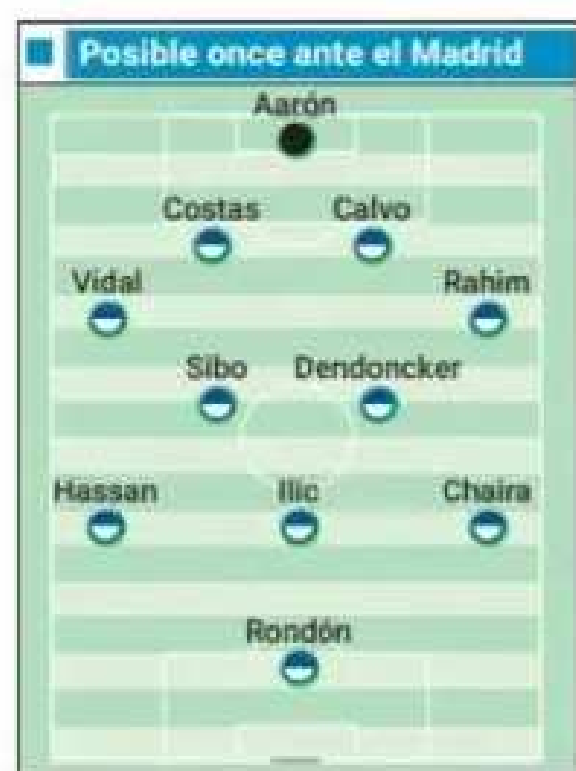 Posible once ante el Madrid
Aarón
Costas Calvo
Vidal Rahim
Sibo Dendoncker
Hassan Ilic Chaira
Rondón